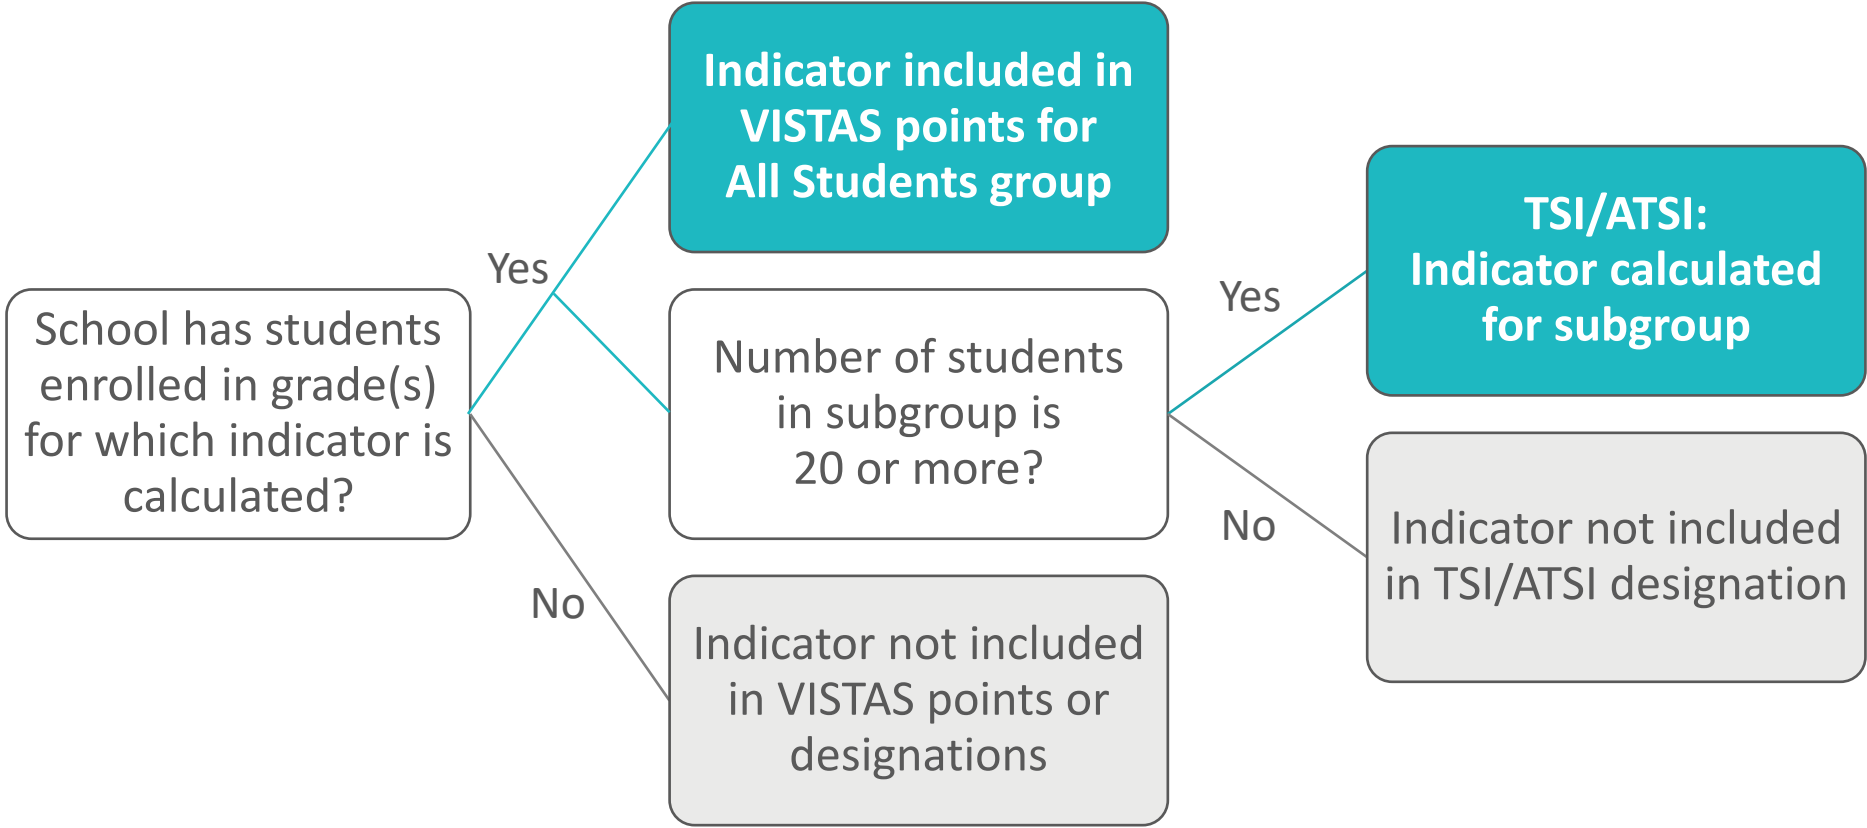 School has students
enrolled in grade(s)
for which indicator is
calculated?
Yes
No
Indicator included in
VISTAS points for
All Students group
Number of students
in subgroup is
20 or more?
Indicator not included
in VISTAS points or
designations
Yes
No
TSI/ATSI:
Indicator calculated
for subgroup
Indicator not included
in TSI/ATSI designation